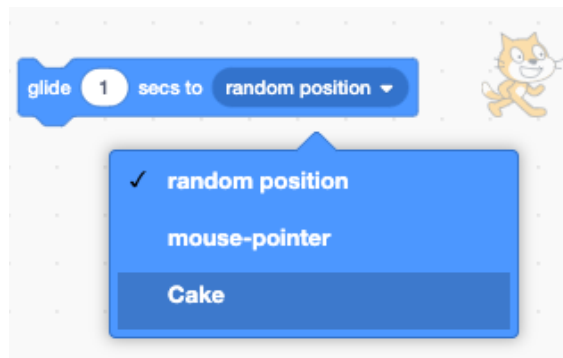 glide 1 secs to random position
✓ random position
mouse-pointer
Cake